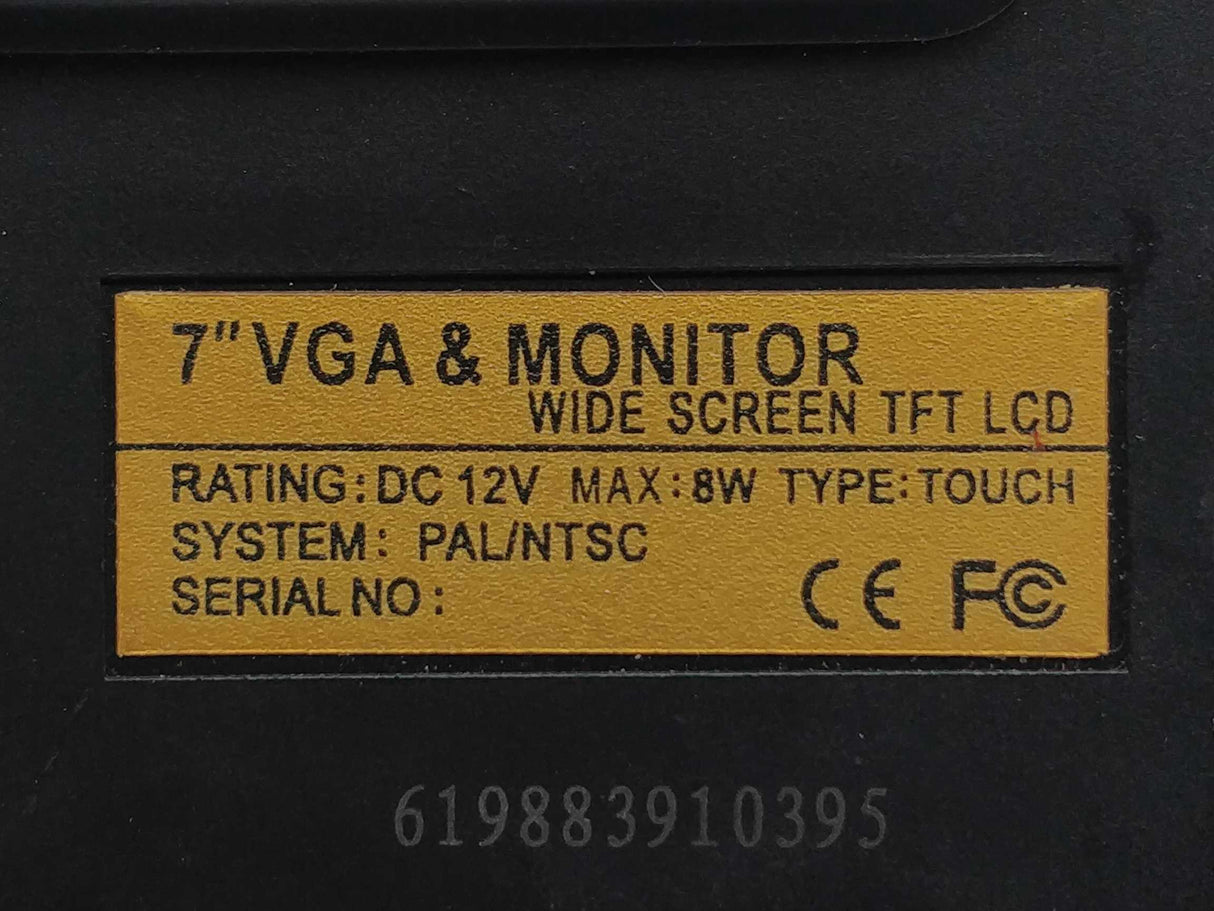 7" VGA & MONITOR
WIDE SCREEN TFT LCD
RATING: DC 12V MAX: 8W TYPE: TOUCH
SYSTEM: PAL/NTSC
SERIAL NO:
CE FC
619883910395